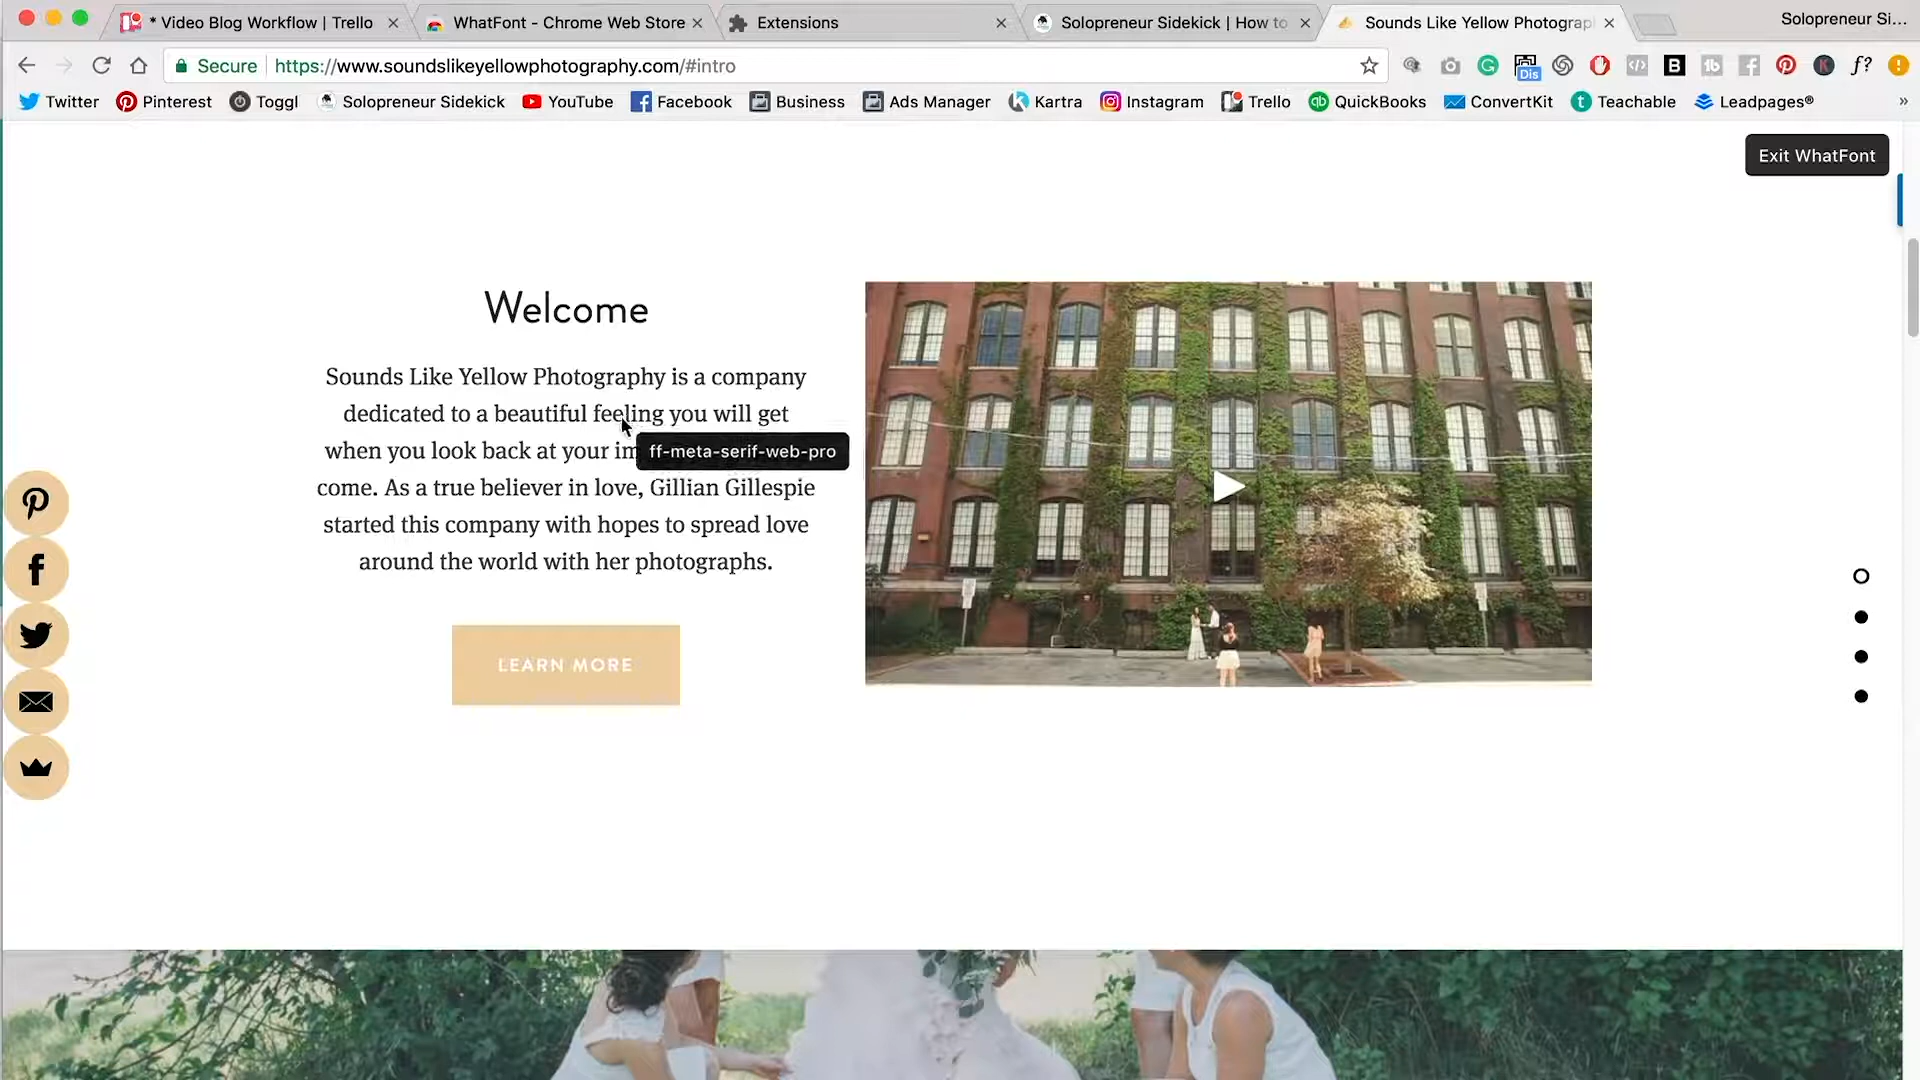 * Video Blog Workflow | Trello
WhatFont - Chrome Web Store
Extensions
Solopreneur Sidekick | How to
Sounds Like Yellow Photograp
Solopreneur Si...
Secure
https://www.soundslikeyellowphotography.com/#intro
Dis
f?
Twitter
Pinterest
Toggl
Solopreneur Sidekick
YouTube
Facebook
Business
Ads Manager
Kartra
Instagram
Trello
QuickBooks
ConvertKit
Teachable
Leadpages®
»
Exit WhatFont
Welcome
Sounds Like Yellow Photography is a company
dedicated to a beautiful feeling you will get
when you look back at your
ff-meta-serif-web-pro
come. As a true believer in love, Gillian Gillespie
started this company with hopes to spread love
around the world with her photographs.
LEARN MORE